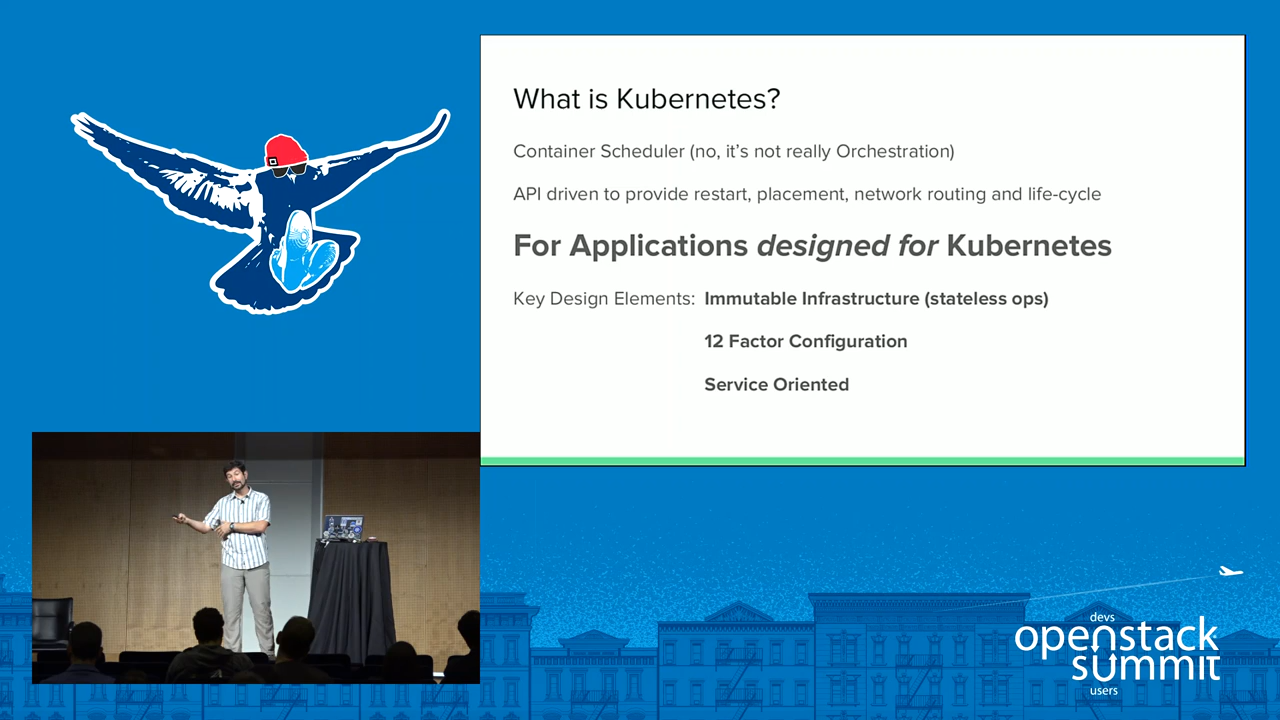 What is Kubernetes?
Container Scheduler (no, it's not really Orchestration)
API driven to provide restart, placement, network routing and life-cycle
For Applications designed for Kubernetes
Key Design Elements: Immutable Infrastructure (stateless ops)
12 Factor Configuration
Service Oriented
devs
openstack
summit
users